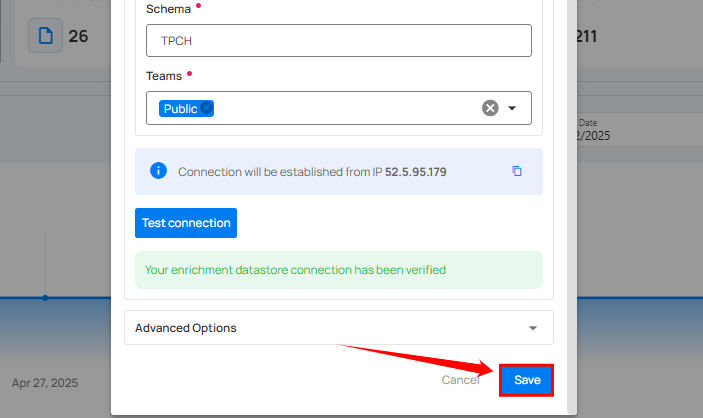 Schema •
26
TPCH
211
Teams •
Public
Date
2/2025
Connection will be established from IP 52.5.95.179
Test connection
Your enrichment datastore connection has been verified
Advanced Options
Apr 27, 2025
Cancel
Save